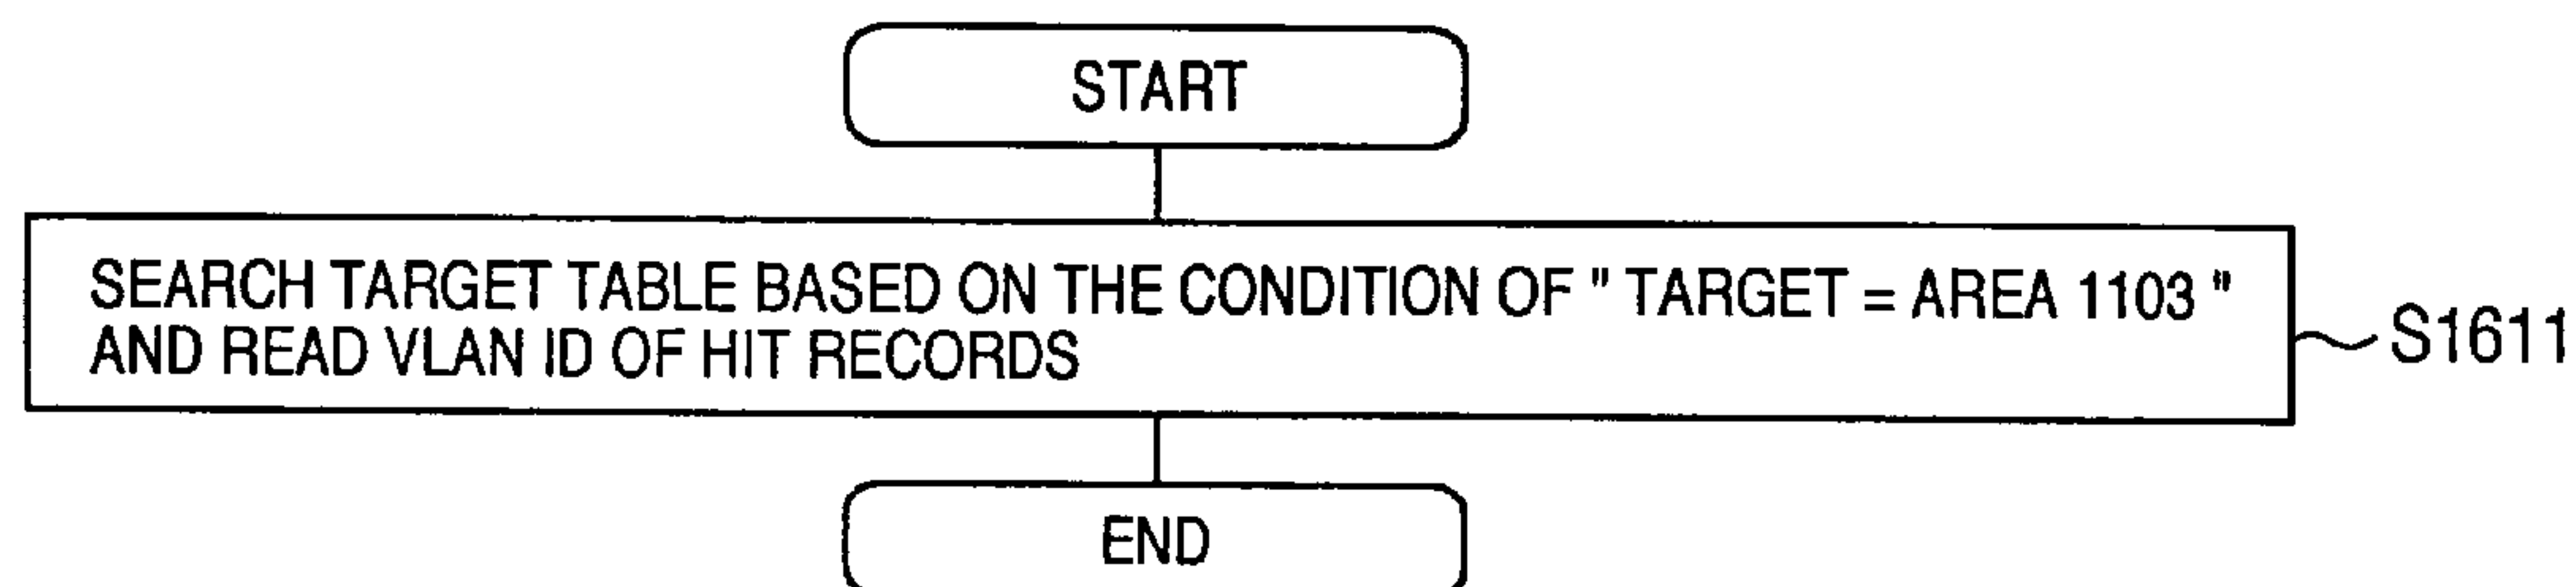 START
SEARCH TARGET TABLE BASED ON THE CONDITION OF " TARGET = AREA 1103 "
AND READ VLAN ID OF HIT RECORDS
S1611
END